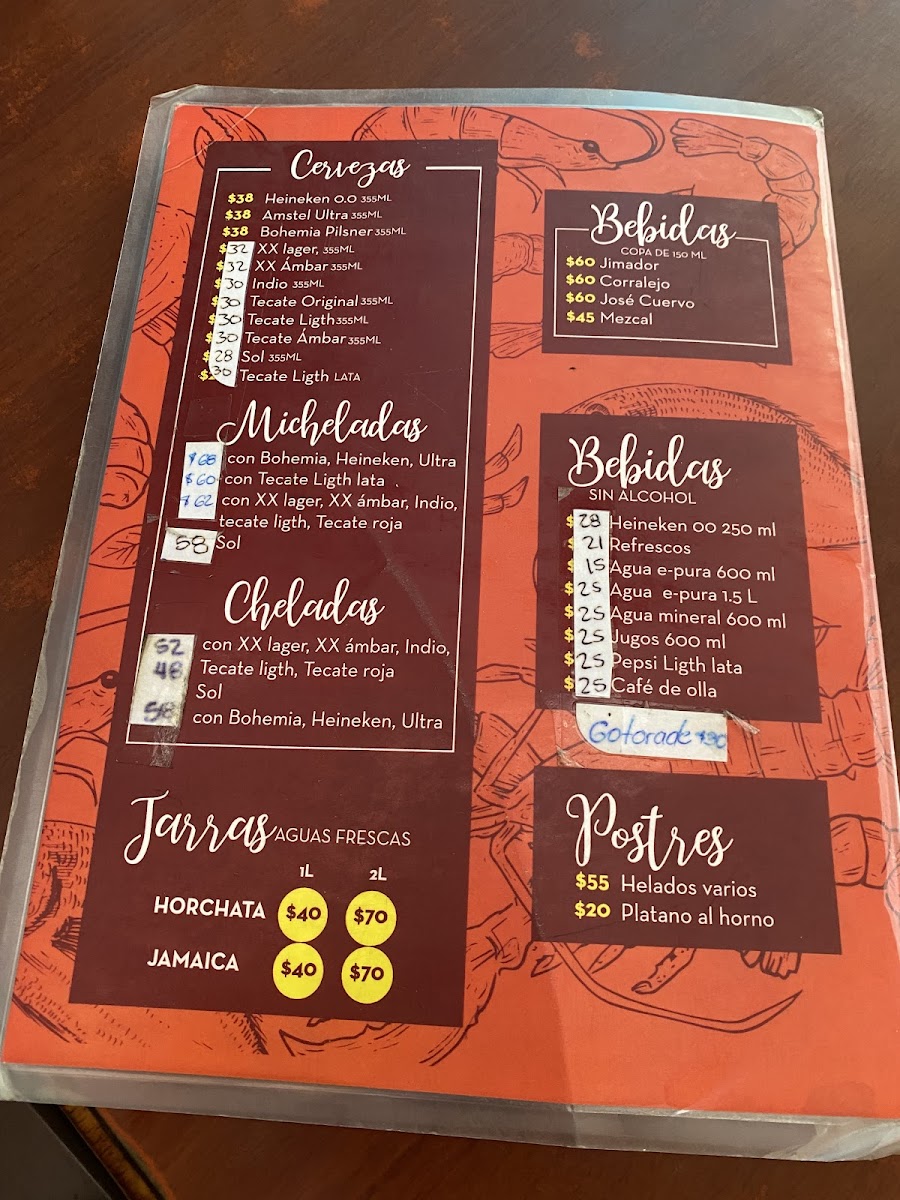 Cervezas
$38 Heineken 0.0 355ML
$38 Amstel Ultra 355ML
$38 Bohemia Pilsner 355ML
$32 XX lager, 355ML
$32 XX Ámbar 355ML
$30 Indio 355ML
$30 Tecate Original 355ML
$30 Tecate Ligth 355ML
$30 Tecate Ámbar 355ML
$28 Sol 355ML
$30 Tecate Ligth LATA
Micheladas
$68 con Bohemia, Heineken, Ultra
$60 con Tecate Ligth lata
$62 con XX lager, XX ámbar, Indio,
tecate ligth, Tecate roja
58 Sol
Cheladas
52 con XX lager, XX ámbar, Indio,
Tecate ligth, Tecate roja
Sol
con Bohemia, Heineken, Ultra
Jarras AGUAS FRESCAS
1L 2L
HORCHATA $40 $70
JAMAICA $40 $70
Bebidas
COPA DE 150 ML
$60 Jimador
$60 Corralejo
$60 José Cuervo
$45 Mezcal
Bebidas
SIN ALCOHOL
$28 Heineken 00 250 ml
$21 Refrescos
$15 Agua e-pura 600 ml
$25 Agua e-pura 1.5 L
$25 Agua mineral 600 ml
$25 Jugos 600 ml
$25 Pepsi Ligth lata
$25 Café de olla
Gotorade $30
Postres
$55 Helados varios
$20 Platano al horno